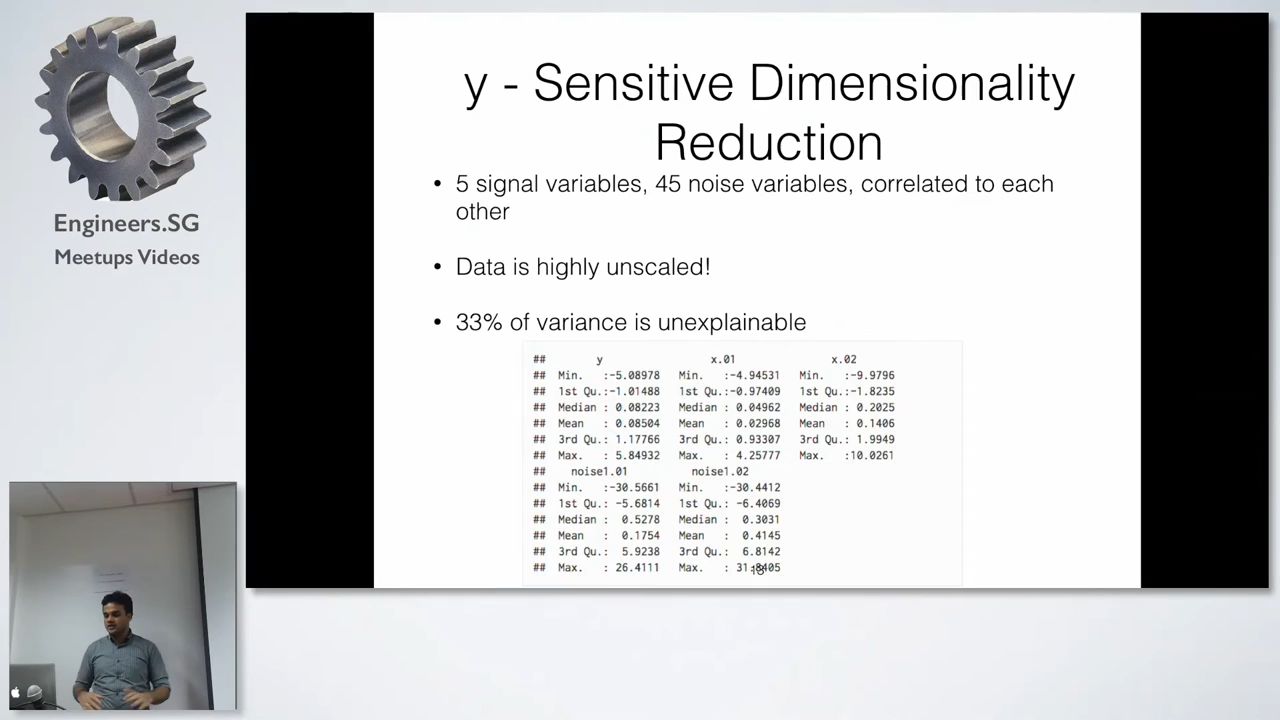 Engineers.SG
Meetups Videos
y - Sensitive Dimensionality
Reduction
• 5 signal variables, 45 noise variables, correlated to each
other
• Data is highly unscaled!
• 33% of variance is unexplainable
## y x.01 x.02
## Min. :-5.08978 Min. :-4.94531 Min. :-9.9796
## 1st Qu.:-1.01488 1st Qu.:-0.97409 1st Qu.:-1.8235
## Median : 0.08223 Median : 0.04962 Median : 0.2025
## Mean : 0.08504 Mean : 0.02968 Mean : 0.1406
## 3rd Qu.: 1.17766 3rd Qu.: 0.93307 3rd Qu.: 1.9949
## Max. : 5.84932 Max. : 4.25777 Max. :10.0261
## noise1.01 noise1.02
## Min. :-30.5661 Min. :-30.4412
## 1st Qu.: -5.6814 1st Qu.: -6.4069
## Median : 0.5278 Median : 0.3031
## Mean : 0.1754 Mean : 0.4145
## 3rd Qu.: 5.9238 3rd Qu.: 6.8142
## Max. : 26.4111 Max. :